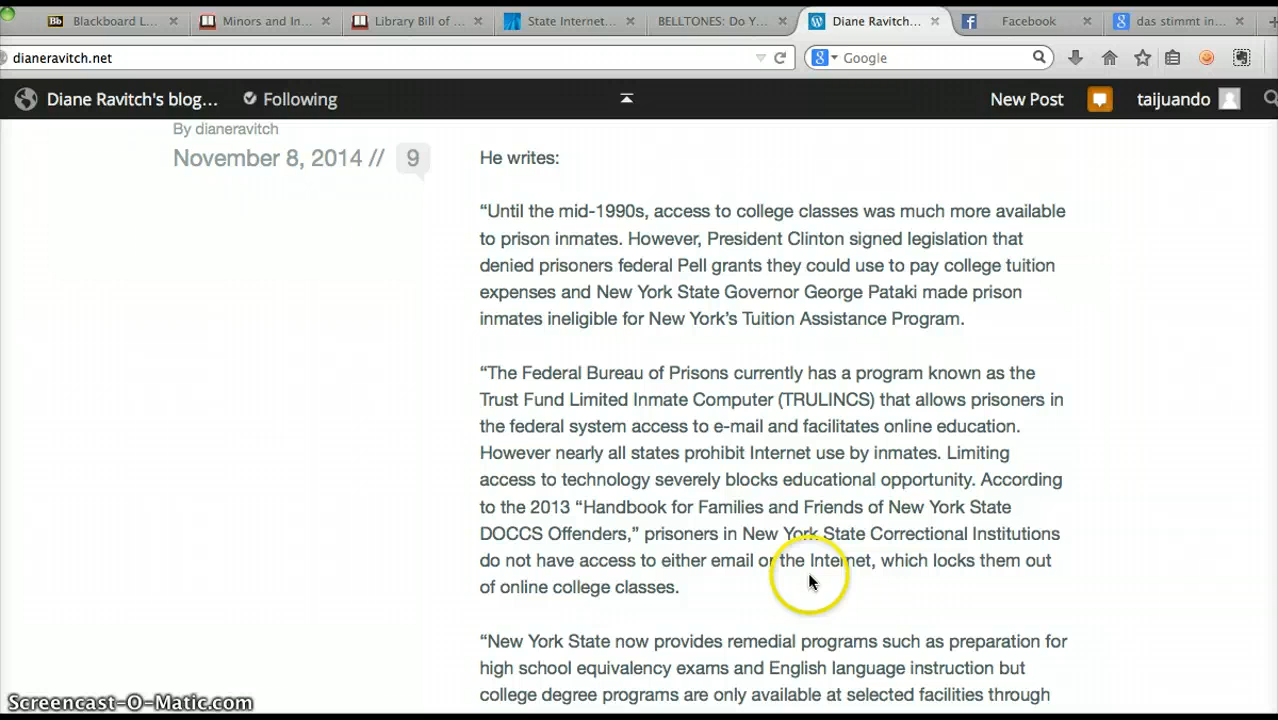 Blackboard L...
Minors and In...
Library Bill of ...
State Internet...
BELLTONES: Do Y...
Diane Ravitch...
Facebook
das stimmt in...
dianeravitch.net
Google
Diane Ravitch's blog...
Following
New Post
taijuando
By dianeravitch
November 8, 2014 // 9
He writes:
“Until the mid-1990s, access to college classes was much more available
to prison inmates. However, President Clinton signed legislation that
denied prisoners federal Pell grants they could use to pay college tuition
expenses and New York State Governor George Pataki made prison
inmates ineligible for New York’s Tuition Assistance Program.
“The Federal Bureau of Prisons currently has a program known as the
Trust Fund Limited Inmate Computer (TRULINCS) that allows prisoners in
the federal system access to e-mail and facilitates online education.
However nearly all states prohibit Internet use by inmates. Limiting
access to technology severely blocks educational opportunity. According
to the 2013 “Handbook for Families and Friends of New York State
DOCCS Offenders,” prisoners in New York State Correctional Institutions
do not have access to either email or the Internet, which locks them out
of online college classes.
“New York State now provides remedial programs such as preparation for
high school equivalency exams and English language instruction but
college degree programs are only available at selected facilities through
Screencast-O-Matic.com